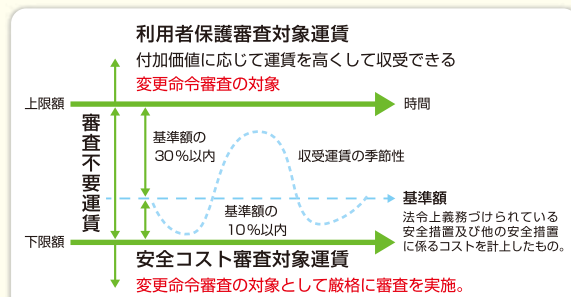 利用者保護審査対象運賃
付加価値に応じて運賃を高くして収受できる
変更命令審査の対象
上限額
時間
審査不要運賃
基準額の
30%以内
収受運賃の季節性
基準額
法令上義務づけられている
安全措置及び他の安全措置
に係るコストを計上したもの。
基準額の
10%以内
下限額
安全コスト審査対象運賃
変更命令審査の対象として厳格に審査を実施。